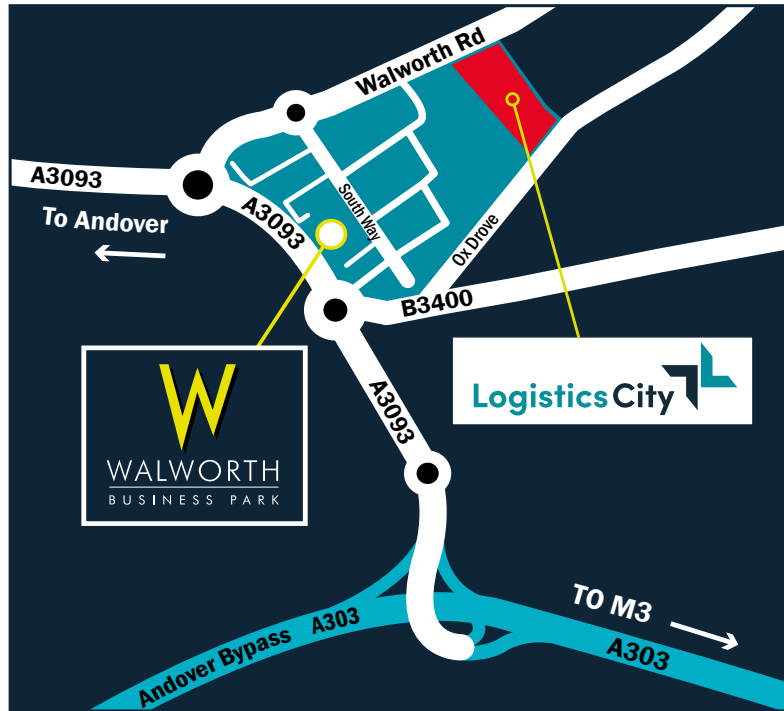 Walworth Rd
A3093
To Andover
A3093
South Way
Ox Drove
B3400
W
WALWORTH
BUSINESS PARK
Logistics City
A3093
TO M3
Andover Bypass A303
A303